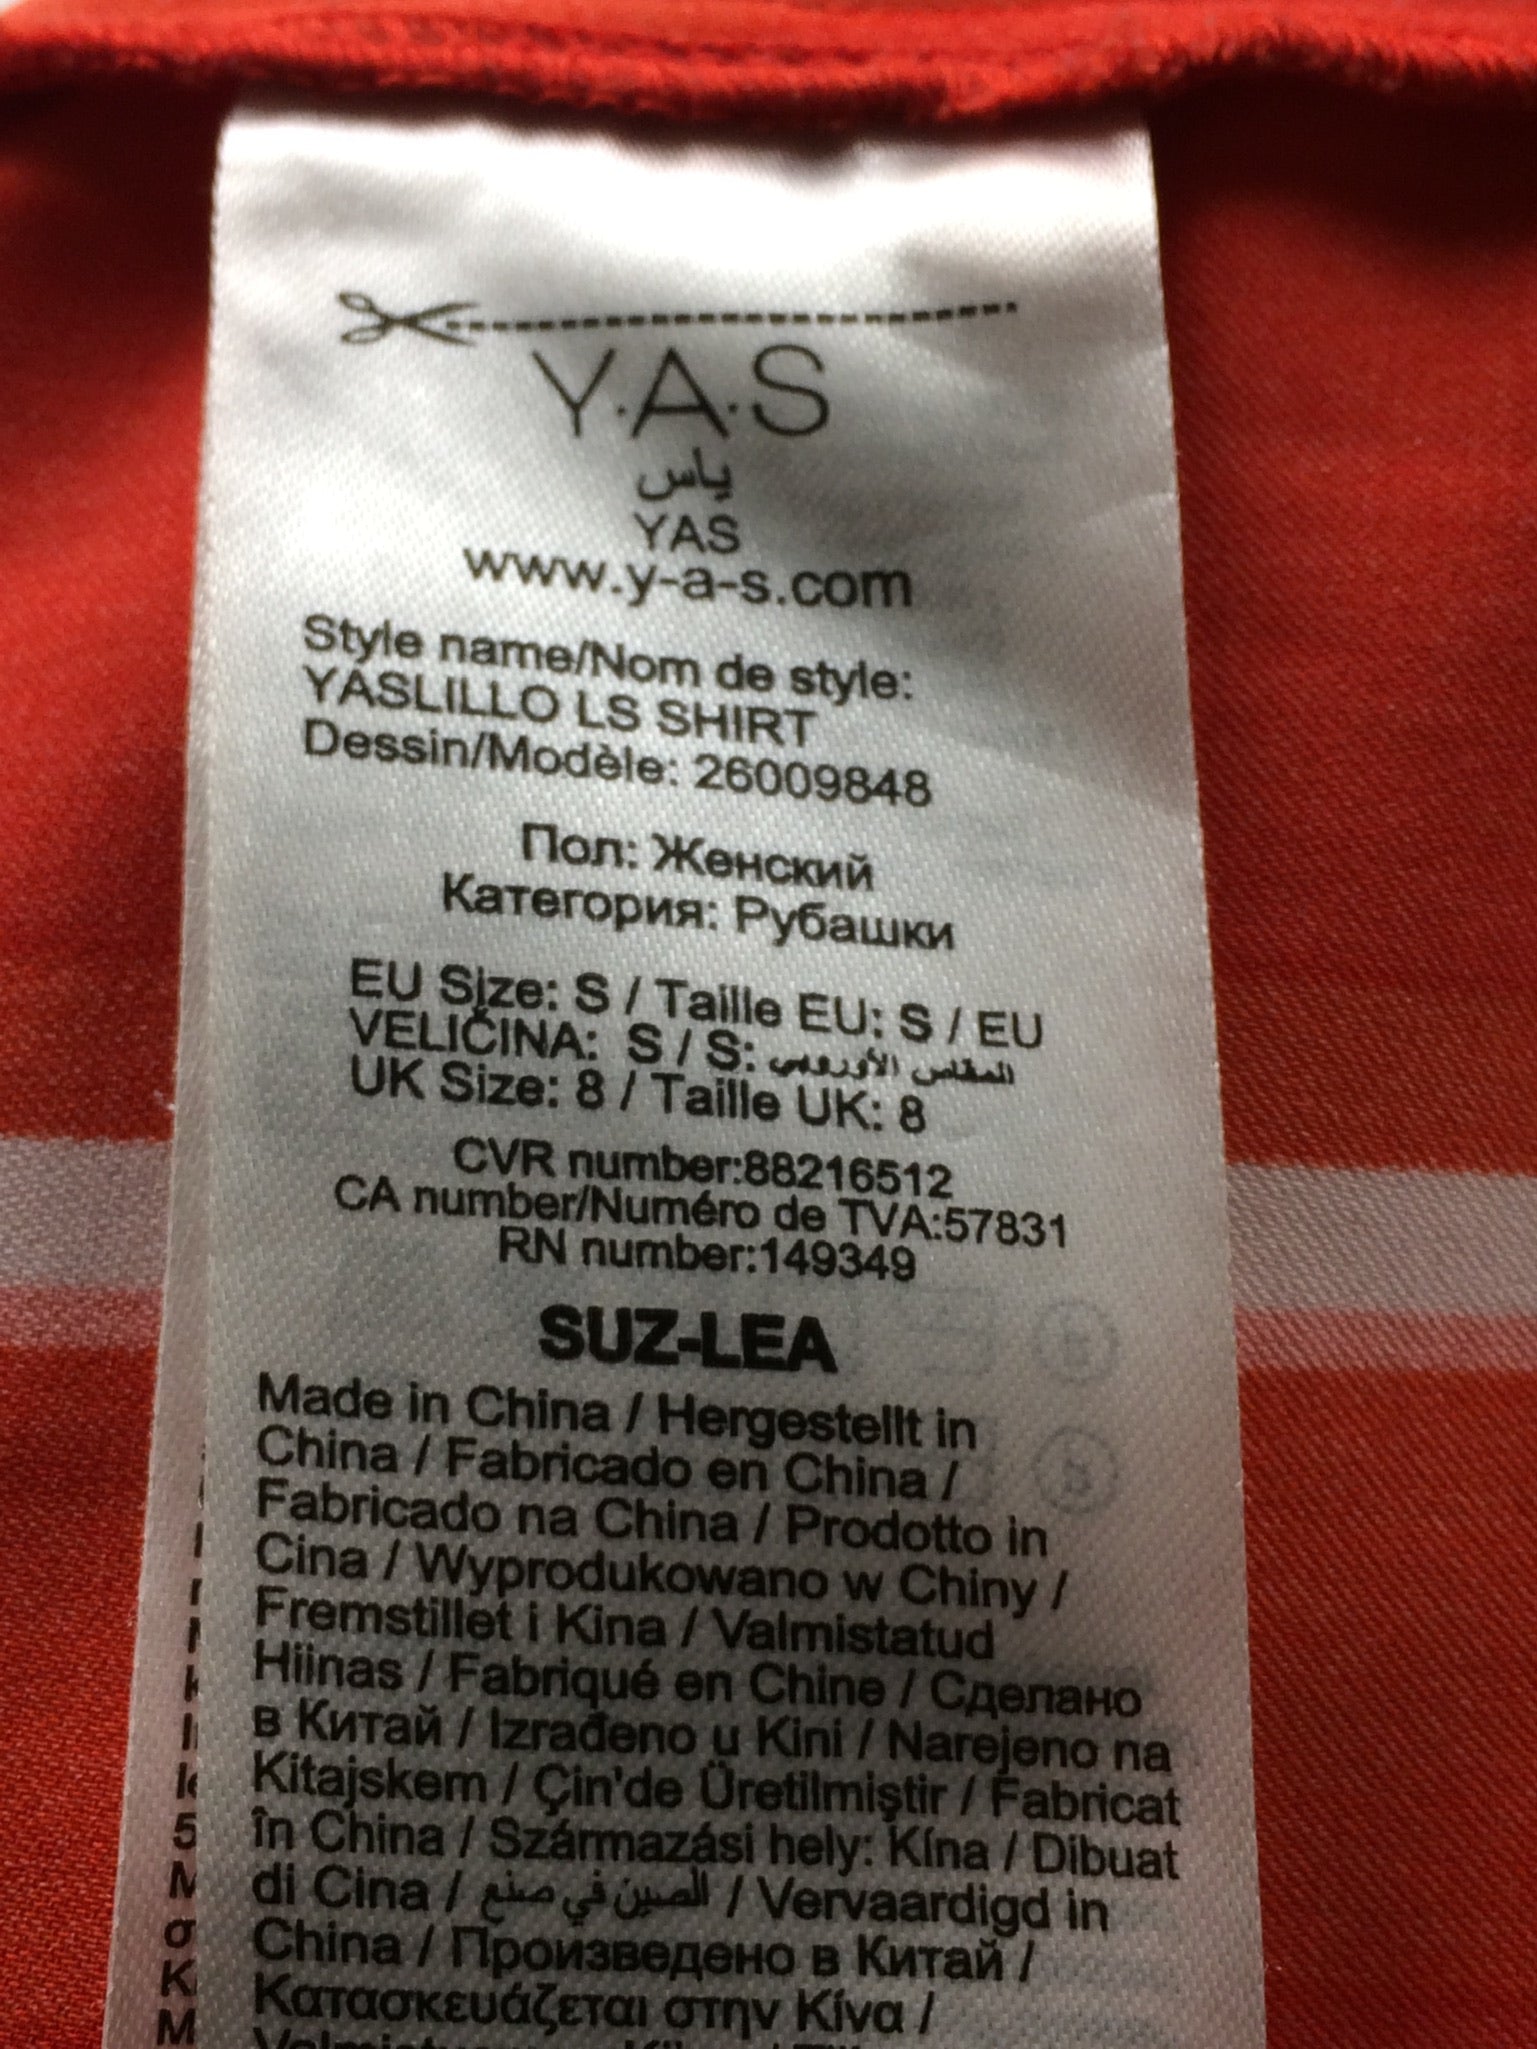 Y.A.S
ياس
YAS
www.y-a-s.com
Style name/Nom de style:
YASLILLO LS SHIRT
Dessin/Modèle: 26009848
Пол: Женский
Категория: Рубашки
EU Size: S / Taille EU: S / EU
VELIČINA: S / S: المقاس الأوروبي
UK Size: 8 / Taille UK: 8
CVR number:88216512
CA number/Numéro de TVA:57831
RN number:149349
SUZ-LEA
Made in China / Hergestellt in
China / Fabricado en China /
Fabricado na China / Prodotto in
Cina / Wyprodukowano w Chiny /
Fremstillet i Kina / Valmistatud
Hiinas / Fabriqué en Chine / Сделано
в Китай / Izrađeno u Kini / Narejeno na
Kitajskem / Çin'de Üretilmiştir / Fabricat
în China / Származási hely: Kína / Dibuat
di Cina / الصين في صنع / Vervaardigd in
China / Произведено в Китай /
Κατασκευάζεται στην Κίνα /